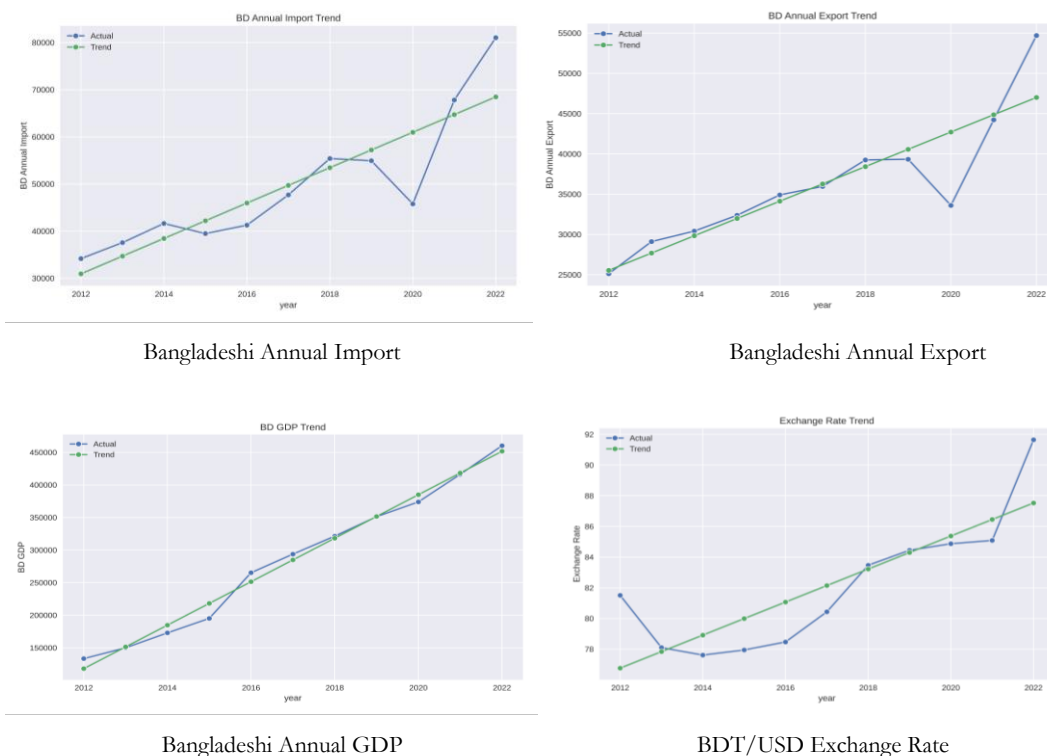 BD Annual Import Trend
Actual
Trend
80000
70000
60000
50000
40000
30000
BD Annual Import
2012
2014
2016
2018
2020
2022
year
Bangladeshi Annual Import
BD Annual Export Trend
Actual
Trend
55000
50000
45000
40000
35000
30000
25000
BD Annual Export
2012
2014
2016
2018
2020
2022
year
Bangladeshi Annual Export
BD GDP Trend
Actual
Trend
450000
400000
350000
300000
250000
200000
150000
BD GDP
2012
2014
2016
2018
2020
2022
year
Bangladeshi Annual GDP
Exchange Rate Trend
Actual
Trend
92
90
88
86
84
82
80
78
Exchange Rate
2012
2014
2016
2018
2020
2022
year
BDT/USD Exchange Rate